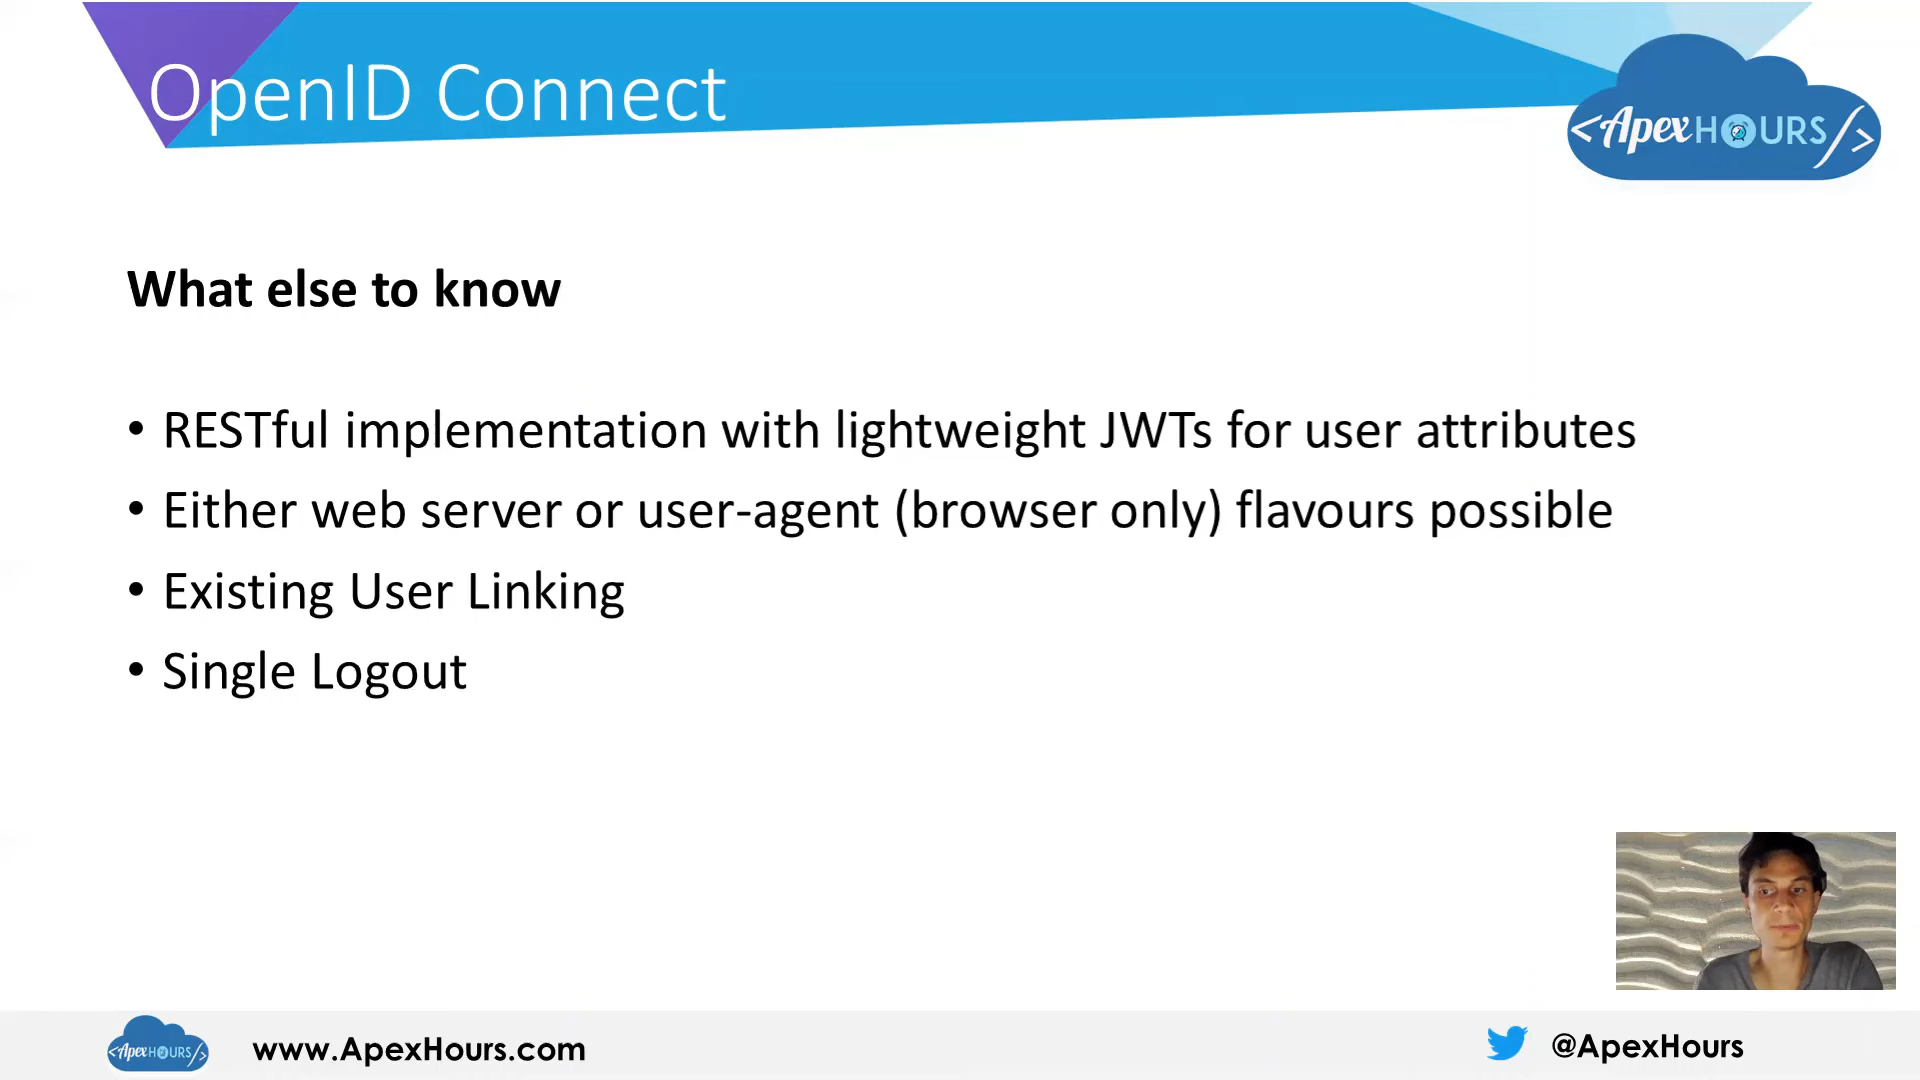 OpenID Connect
<ApexHOURS/>
What else to know
• RESTful implementation with lightweight JWTs for user attributes
• Either web server or user-agent (browser only) flavours possible
• Existing User Linking
• Single Logout
<ApexHOURS/>
www.ApexHours.com
@ApexHours